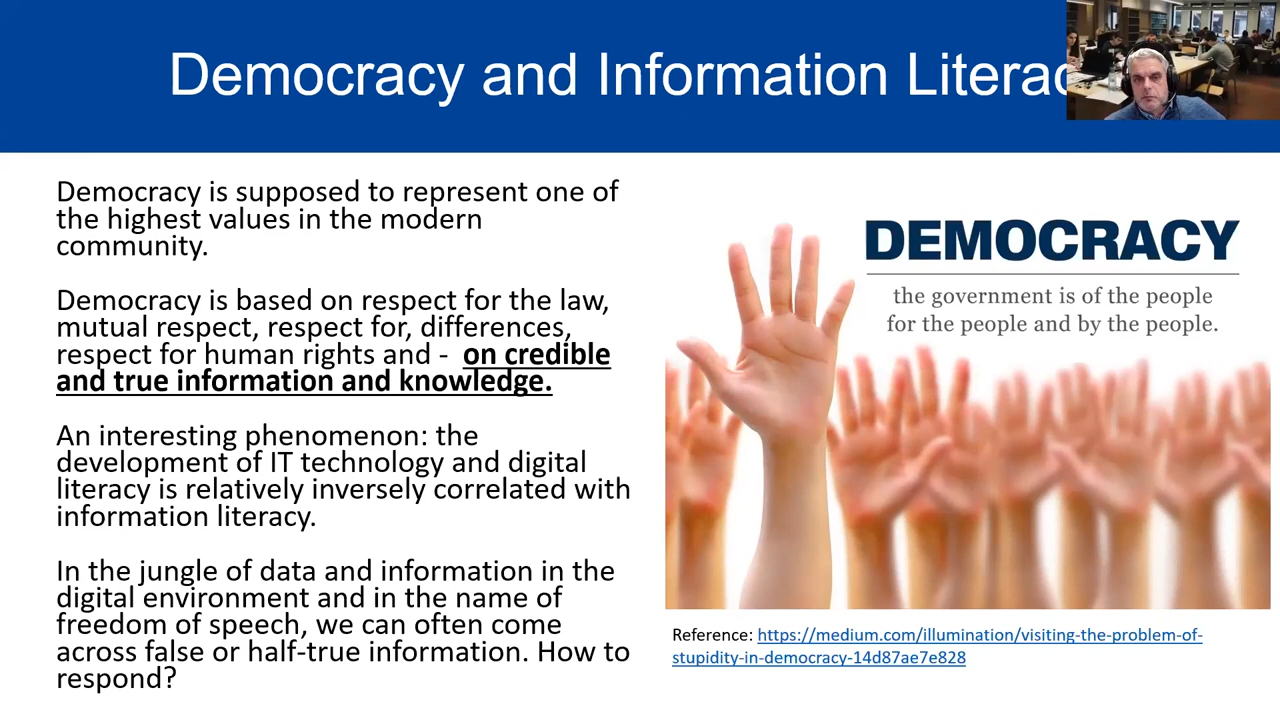 Democracy and Information Literac
Democracy is supposed to represent one of
the highest values in the modern
community.
Democracy is based on respect for the law,
mutual respect, respect for, differences,
respect for human rights and - on credible
and true information and knowledge.
An interesting phenomenon: the
development of IT technology and digital
literacy is relatively inversely correlated with
information literacy.
In the jungle of data and information in the
digital environment and in the name of
freedom of speech, we can often come
across false or half-true information. How to
respond?
DEMOCRACY
the government is of the people
for the people and by the people.
Reference: https://medium.com/illumination/visiting-the-problem-of-
stupidity-in-democracy-14d87ae7e828